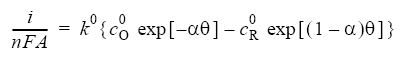 i/nFA = k⁰{c⁰_O exp[−αθ] − c⁰_R exp[(1 − α)θ]}